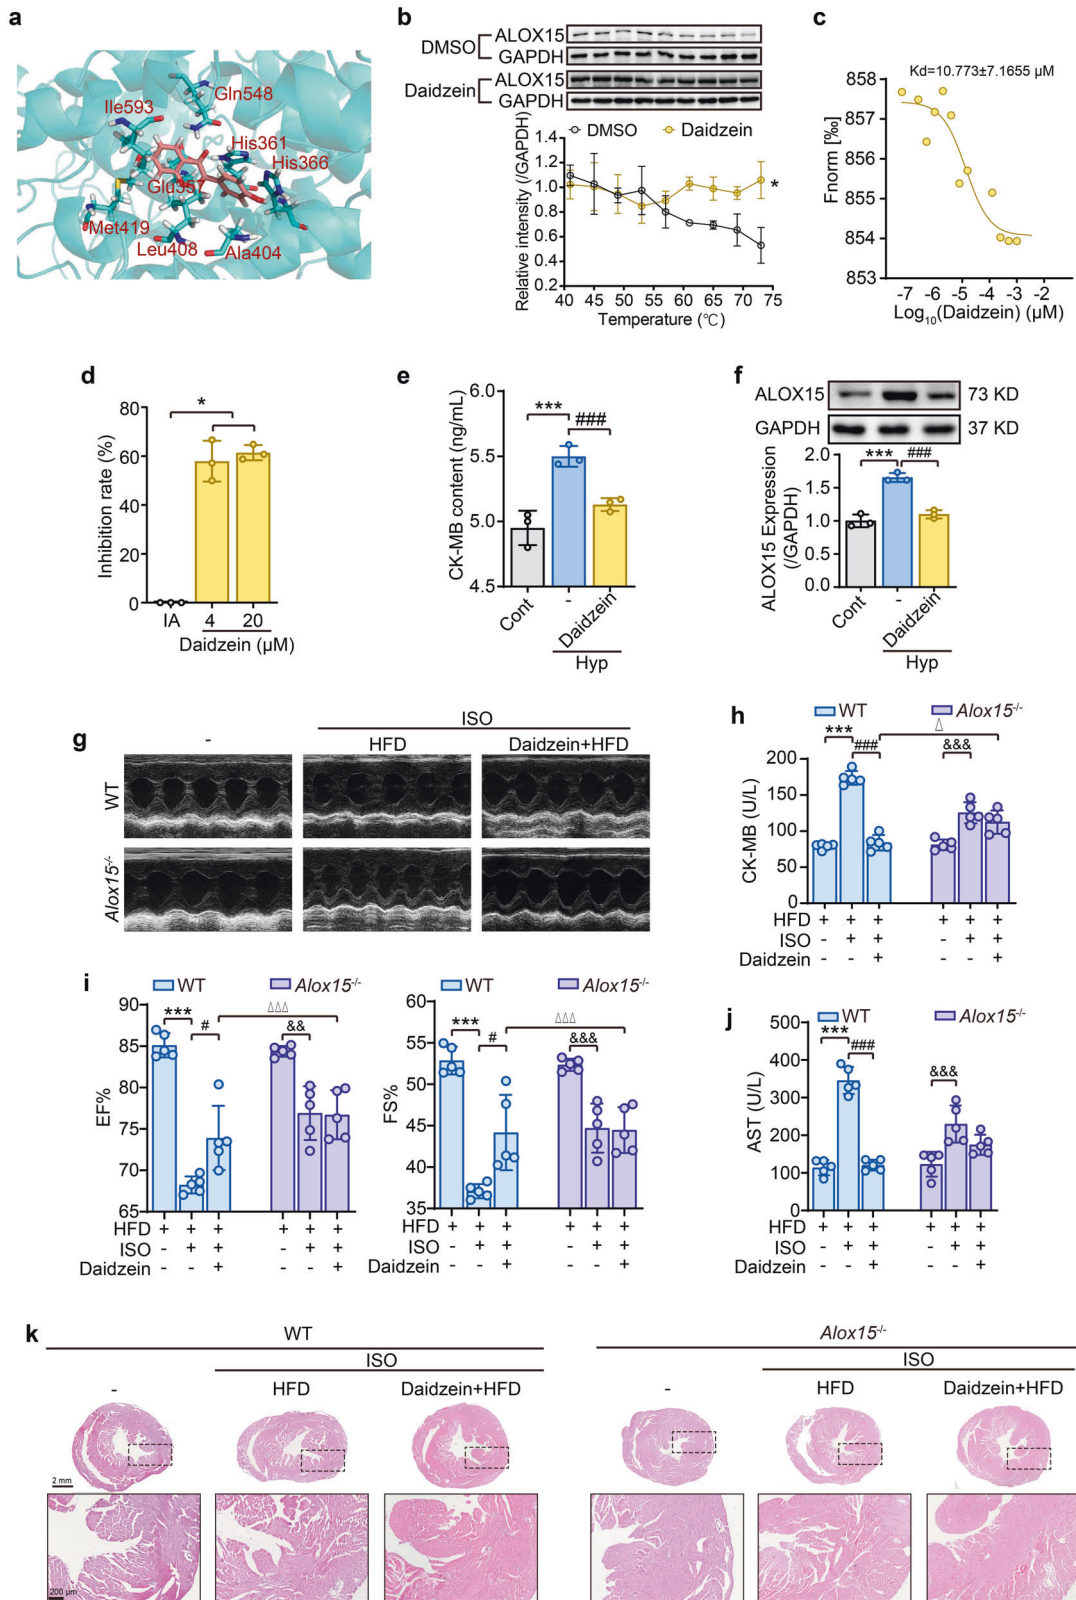 a
Gln548
Ile593
His361
His366
Glu357
Met419
Leu408
Ala404
b
DMSO
ALOX15
GAPDH
Daidzein
ALOX15
GAPDH
DMSO Daidzein
Relative intensity (/GAPDH)
1.4
1.2
1.0
0.8
0.6
0.4
0.2
*
40 45 50 55 60 65 70 75
Temperature (℃)
c
Kd=10.773±7.1655 μM
Fnorm [‰]
858
857
856
855
854
853
-7 -6 -5 -4 -3 -2
Log10(Daidzein) (μM)
d
Inhibition rate (%)
80
60
40
20
0
*
IA 4 20
Daidzein (μM)
e
CK-MB content (ng/mL)
6.0
5.5
5.0
4.5
*** ###
Cont - Daidzein
Hyp
f
ALOX15 73 KD
GAPDH 37 KD
ALOX15 Expression (/GAPDH)
2.0
1.5
1.0
0.5
0.0
*** ###
Cont - Daidzein
Hyp
g
ISO
- HFD Daidzein+HFD
WT
Alox15-/-
h
WT Alox15-/-
CK-MB (U/L)
200
150
100
50
0
*** ### Δ &&&
HFD + + + + + +
ISO - + + - + +
Daidzein - - + - - +
i
WT Alox15-/-
EF%
90
85
80
75
70
65
*** # ΔΔΔ &&
HFD + + + + + +
ISO - + + - + +
Daidzein - - + - - +
WT Alox15-/-
FS%
60
55
50
45
40
35
*** # ΔΔΔ &&&
HFD + + + + + +
ISO - + + - + +
Daidzein - - + - - +
j
WT Alox15-/-
AST (U/L)
500
400
300
200
100
0
*** ### &&&
HFD + + + + + +
ISO - + + - + +
Daidzein - - + - - +
k
WT Alox15-/-
ISO ISO
- HFD Daidzein+HFD - HFD Daidzein+HFD
2 mm
200 μm